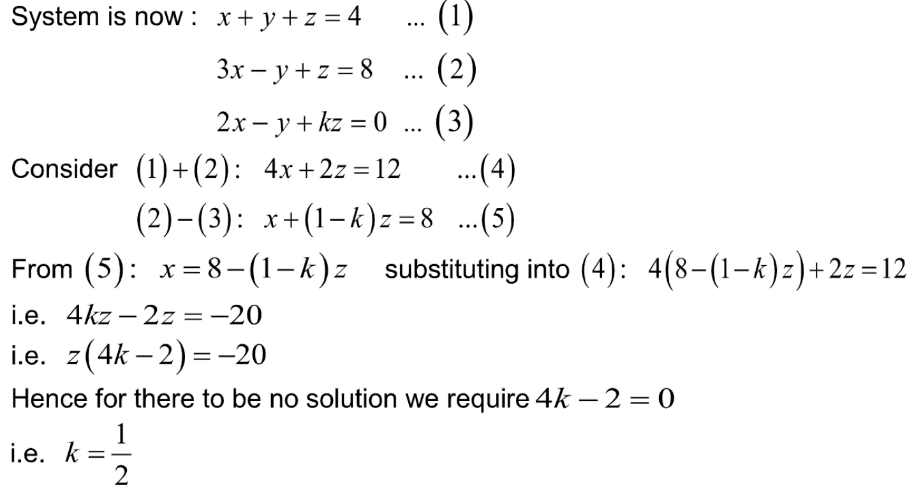 System is now : x + y + z = 4 ... (1)
3x − y + z = 8 ... (2)
2x − y + kz = 0 ... (3)
Consider (1)+(2): 4x + 2z = 12 ...(4)
(2)−(3): x + (1−k)z = 8 ...(5)
From (5): x = 8 − (1−k)z substituting into (4): 4(8−(1−k)z)+2z = 12
i.e. 4kz − 2z = −20
i.e. z(4k − 2) = −20
Hence for there to be no solution we require 4k − 2 = 0
i.e. k = 1/2